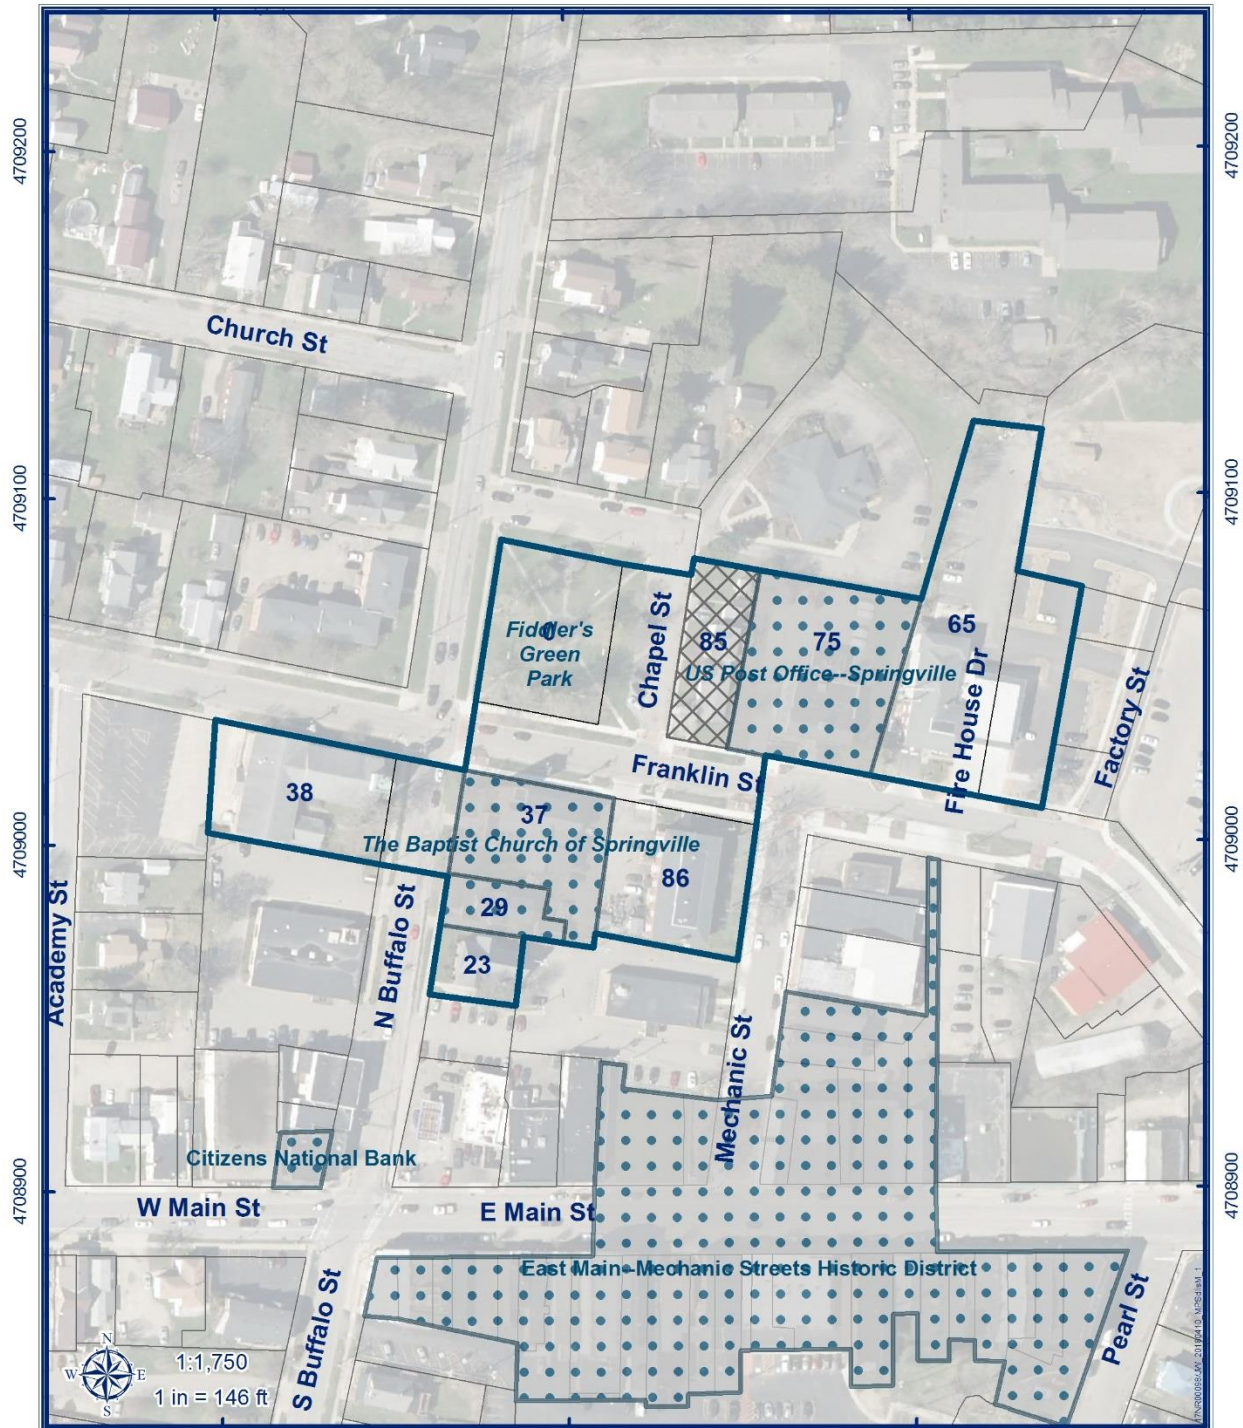 4709200
4709200
Church St
4709100
4709100
0
Fiddler's
Green
Park
Chapel St
85
75
65
US Post Office--Springville
Fire House Dr
Factory St
Franklin St
38
37
The Baptist Church of Springville
86
29
23
4709000
4709000
Academy St
N Buffalo St
Mechanic St
Citizens National Bank
4708900
4708900
W Main St
E Main St
East Main--Mechanic Streets Historic District
S Buffalo St
Pearl St
N
W
E
S
1:1,750
1 in = 146 ft